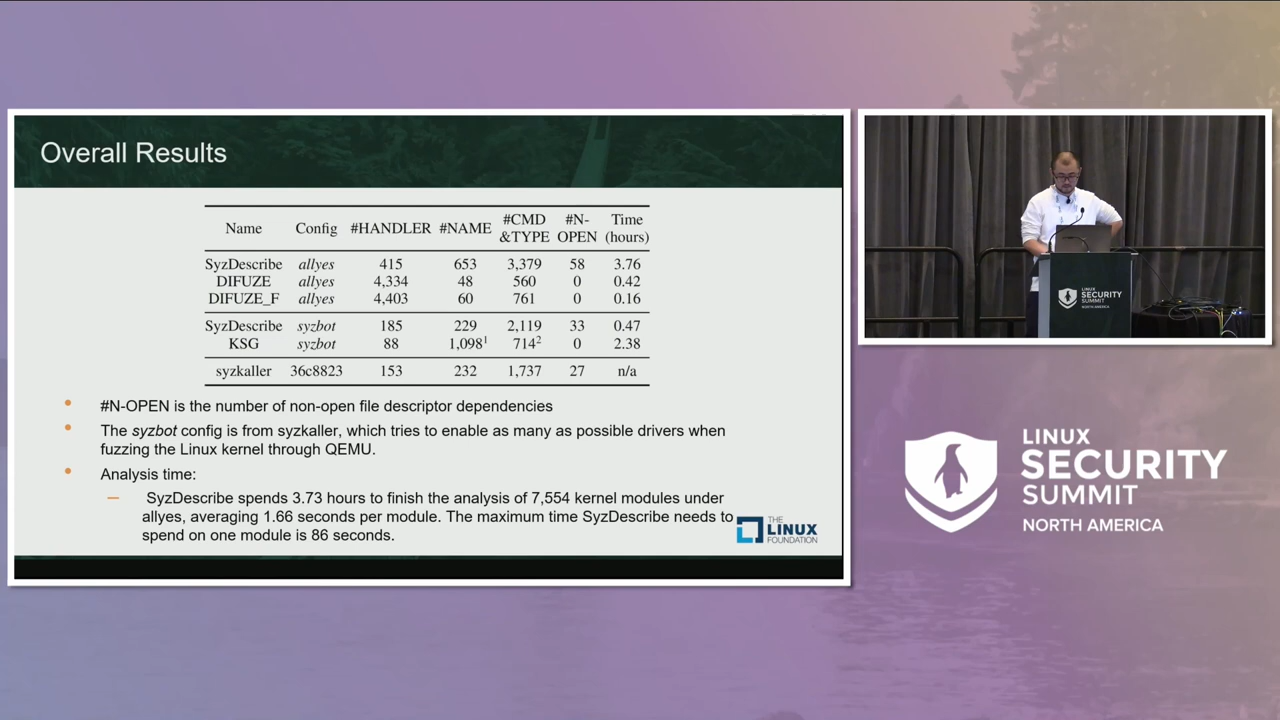 Overall Results
Name Config #HANDLER #NAME #CMD &TYPE #N-OPEN Time (hours)
SyzDescribe allyes 415 653 3,379 58 3.76
DIFUZE allyes 4,334 48 560 0 0.42
DIFUZE_F allyes 4,403 60 761 0 0.16
SyzDescribe syzbot 185 229 2,119 33 0.47
KSG syzbot 88 1,098¹ 714² 0 2.38
syzkaller 36c8823 153 232 1,737 27 n/a
• #N-OPEN is the number of non-open file descriptor dependencies
• The syzbot config is from syzkaller, which tries to enable as many as possible drivers when
fuzzing the Linux kernel through QEMU.
• Analysis time:
– SyzDescribe spends 3.73 hours to finish the analysis of 7,554 kernel modules under
allyes, averaging 1.66 seconds per module. The maximum time SyzDescribe needs to
spend on one module is 86 seconds.
THE
LINUX
FOUNDATION
LINUX
SECURITY
SUMMIT
NORTH AMERICA
LINUX
SECURITY
SUMMIT
NORTH AMERICA